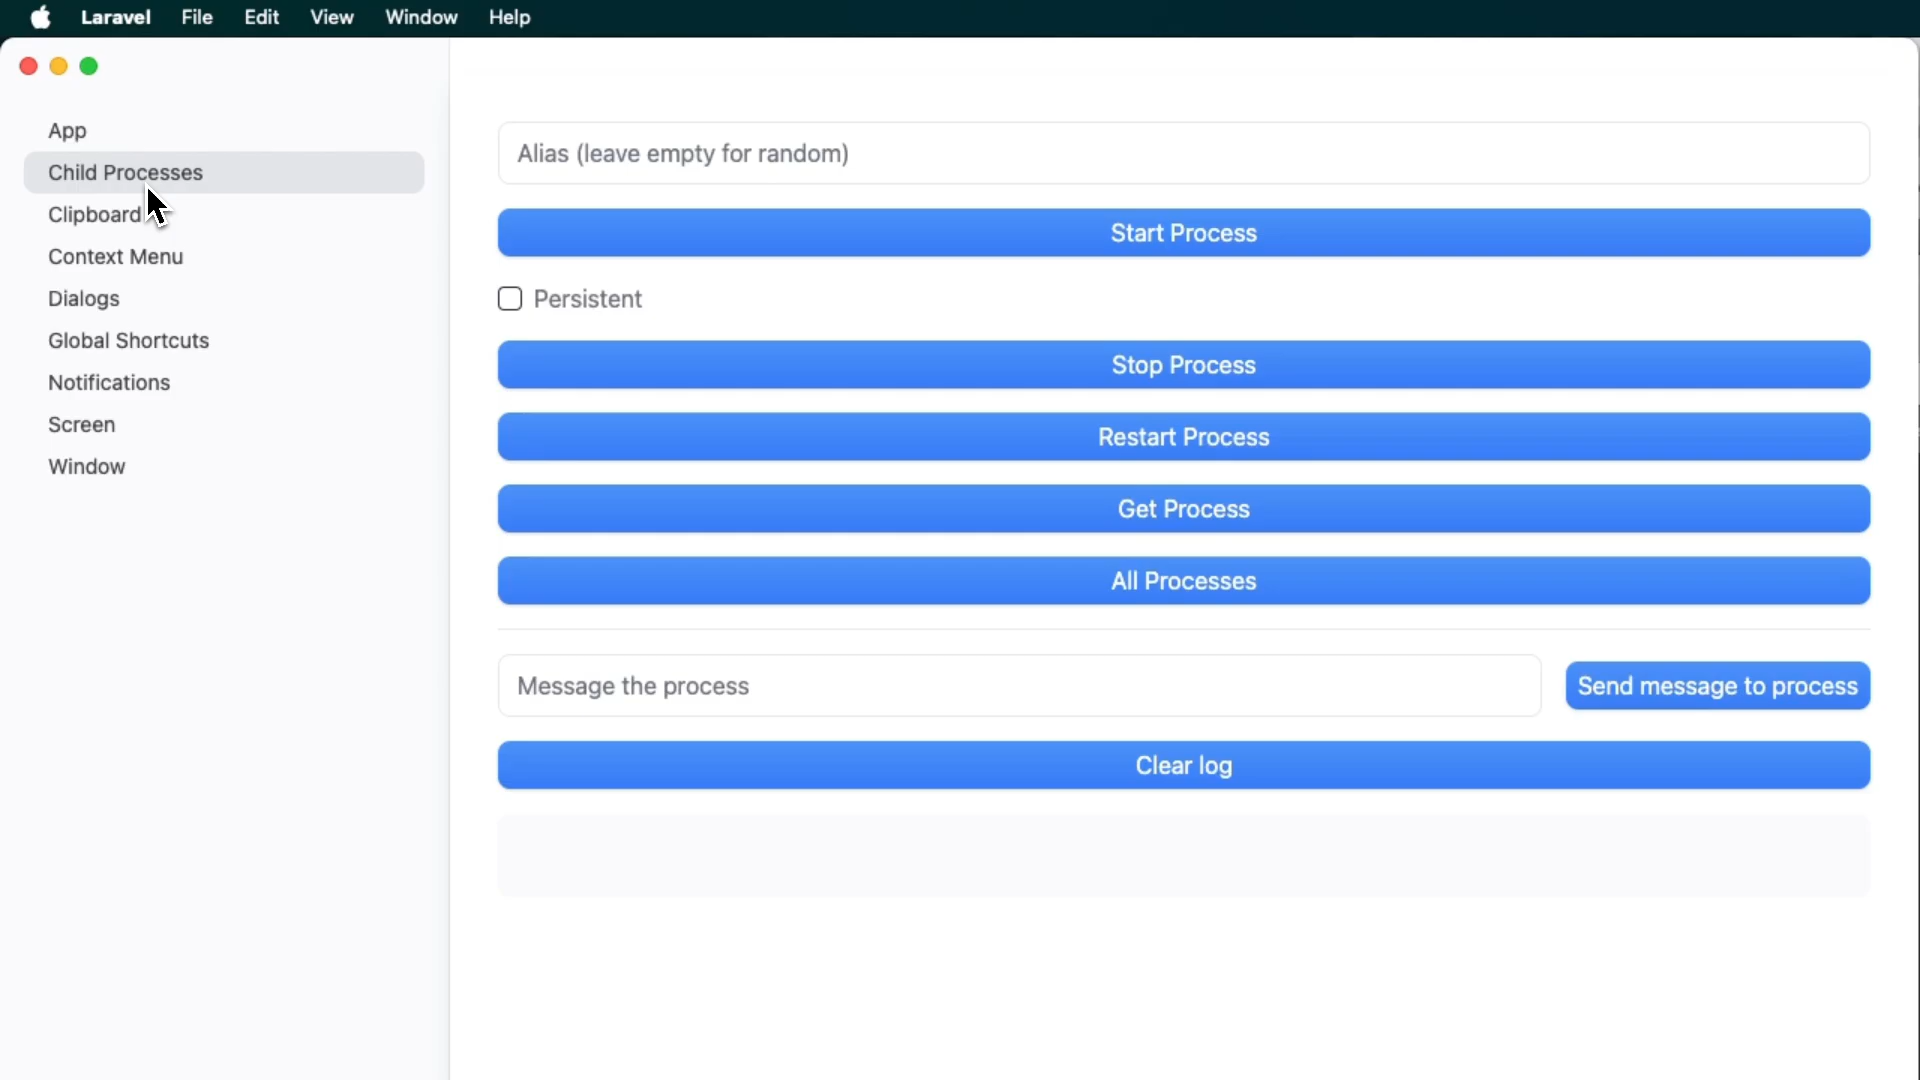 Laravel File Edit View Window Help
App
Child Processes
Clipboard
Context Menu
Dialogs
Global Shortcuts
Notifications
Screen
Window
Alias (leave empty for random)
Start Process
Persistent
Stop Process
Restart Process
Get Process
All Processes
Message the process
Send message to process
Clear log